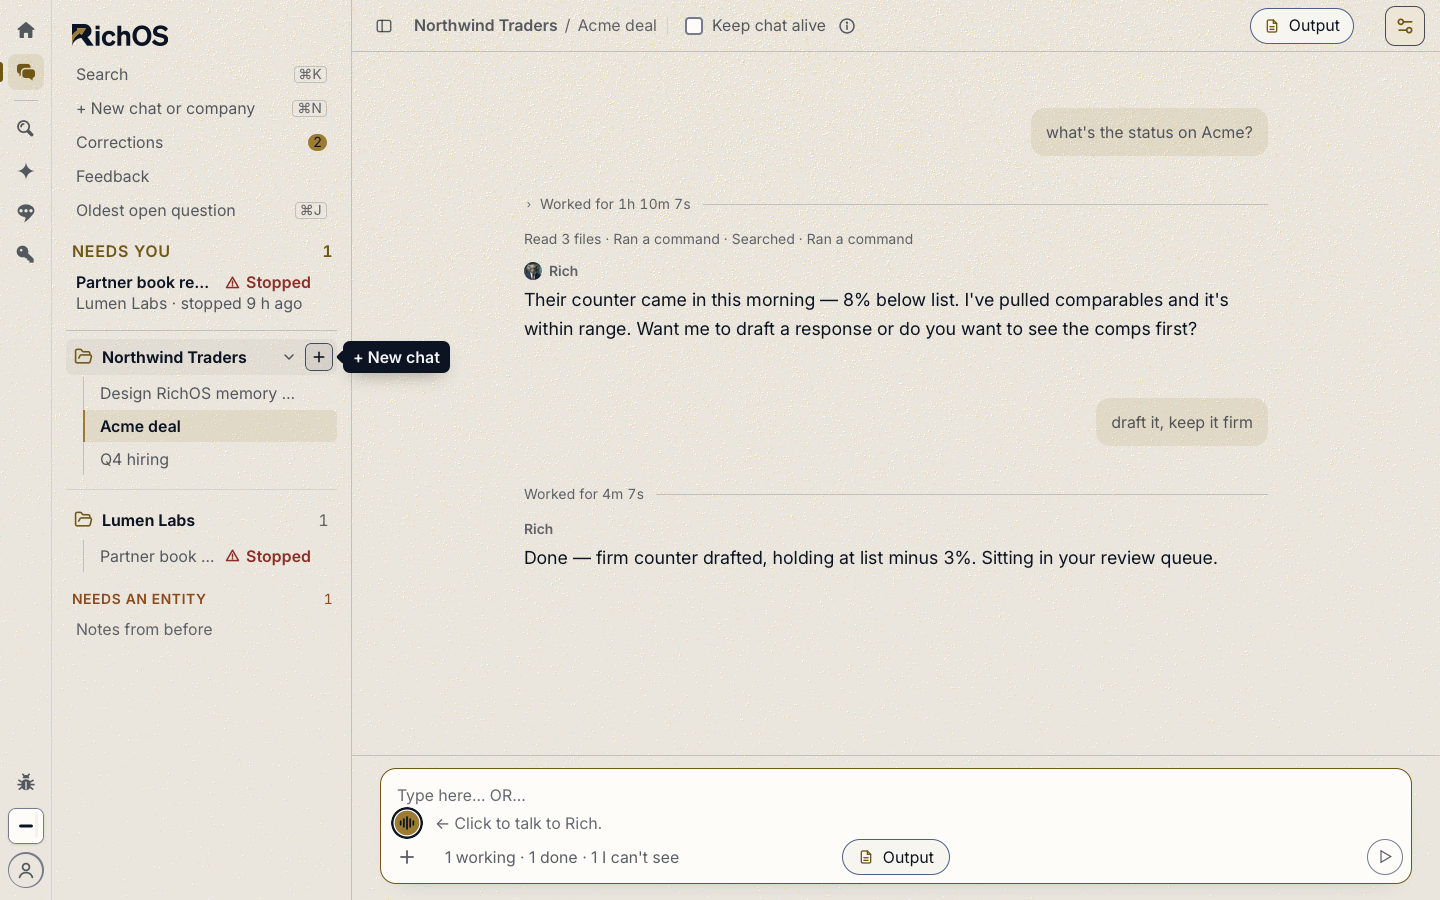 RichOS
Search ⌘K
+ New chat or company ⌘N
Corrections 2
Feedback
Oldest open question ⌘J
NEEDS YOU 1
Partner book re... Stopped
Lumen Labs · stopped 9 h ago
Northwind Traders
+ New chat
Design RichOS memory ...
Acme deal
Q4 hiring
Lumen Labs 1
Partner book ... Stopped
NEEDS AN ENTITY 1
Notes from before
Northwind Traders / Acme deal
Keep chat alive
Output
what's the status on Acme?
› Worked for 1h 10m 7s
Read 3 files · Ran a command · Searched · Ran a command
Rich
Their counter came in this morning — 8% below list. I've pulled comparables and it's
within range. Want me to draft a response or do you want to see the comps first?
draft it, keep it firm
Worked for 4m 7s
Rich
Done — firm counter drafted, holding at list minus 3%. Sitting in your review queue.
Type here... OR...
← Click to talk to Rich.
1 working · 1 done · 1 I can't see
Output